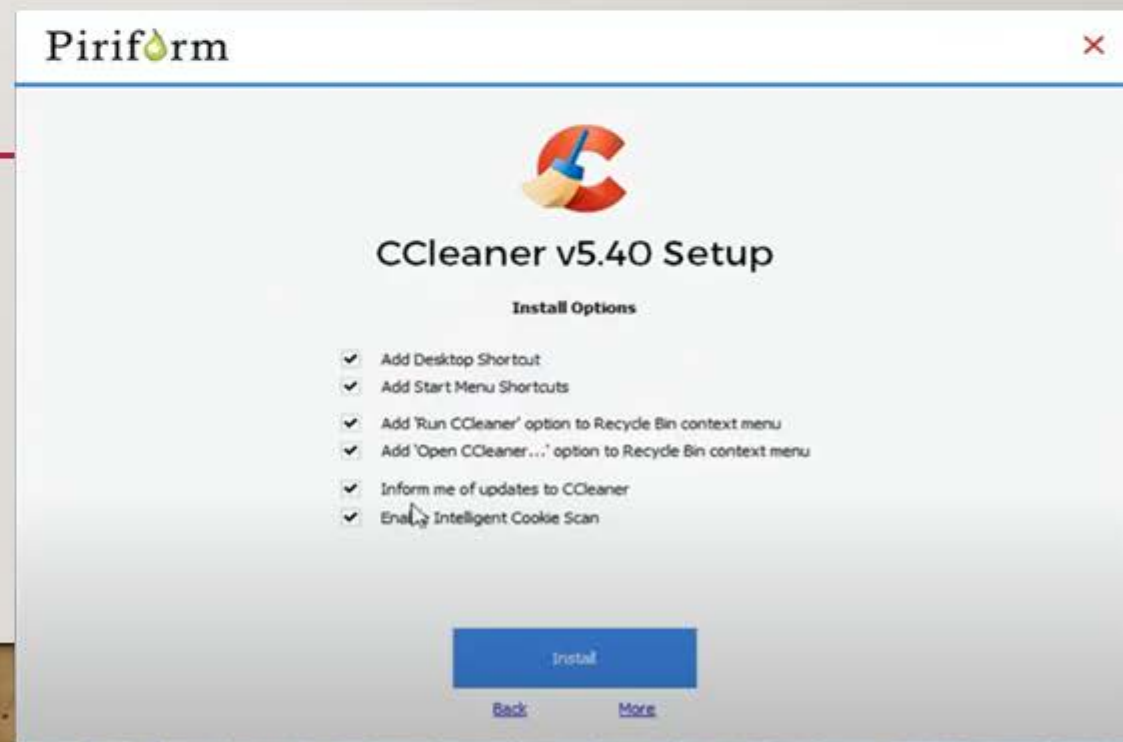 Piriform
CCleaner v5.40 Setup
Install Options
Add Desktop Shortcut
Add Start Menu Shortcuts
Add 'Run CCleaner' option to Recycle Bin context menu
Add 'Open CCleaner...' option to Recycle Bin context menu
Inform me of updates to CCleaner
Enable Intelligent Cookie Scan
Install
Back
More